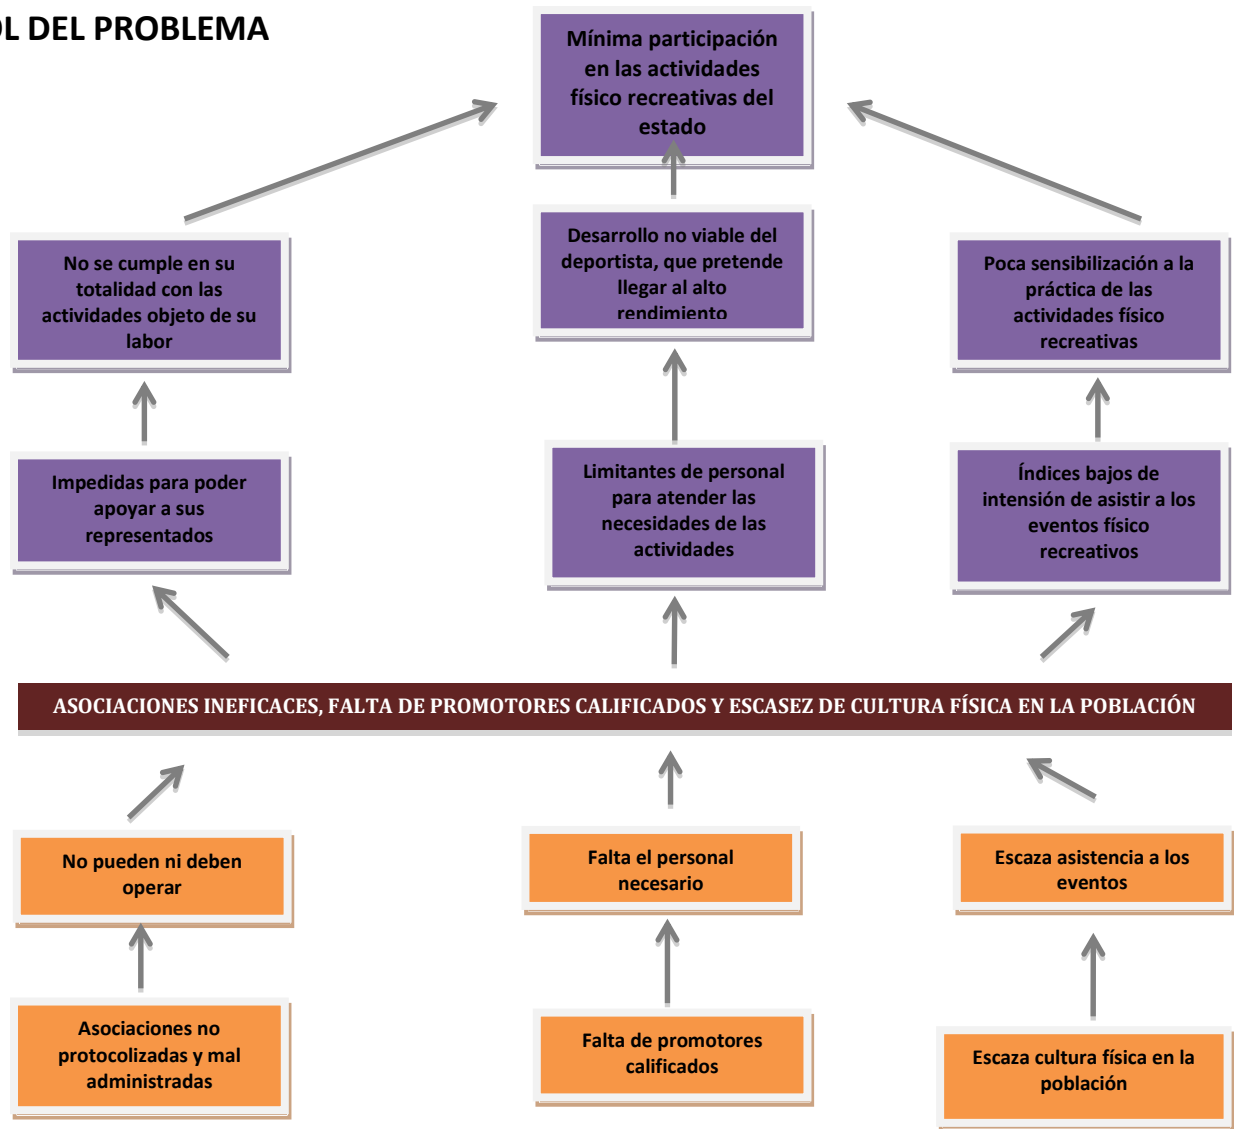 OL DEL PROBLEMA
Mínima participación
en las actividades
físico recreativas del
estado
No se cumple en su
totalidad con las
actividades objeto de su
labor
Desarrollo no viable del
deportista, que pretende
llegar al alto
rendimiento
Poca sensibilización a la
práctica de las
actividades físico
recreativas
Impedidas para poder
apoyar a sus
representados
Limitantes de personal
para atender las
necesidades de las
actividades
Índices bajos de
intensión de asistir a los
eventos físico
recreativos
ASOCIACIONES INEFICACES, FALTA DE PROMOTORES CALIFICADOS Y ESCASEZ DE CULTURA FÍSICA EN LA POBLACIÓN
No pueden ni deben
operar
Falta el personal
necesario
Escaza asistencia a los
eventos
Asociaciones no
protocolizadas y mal
administradas
Falta de promotores
calificados
Escaza cultura física en la
población